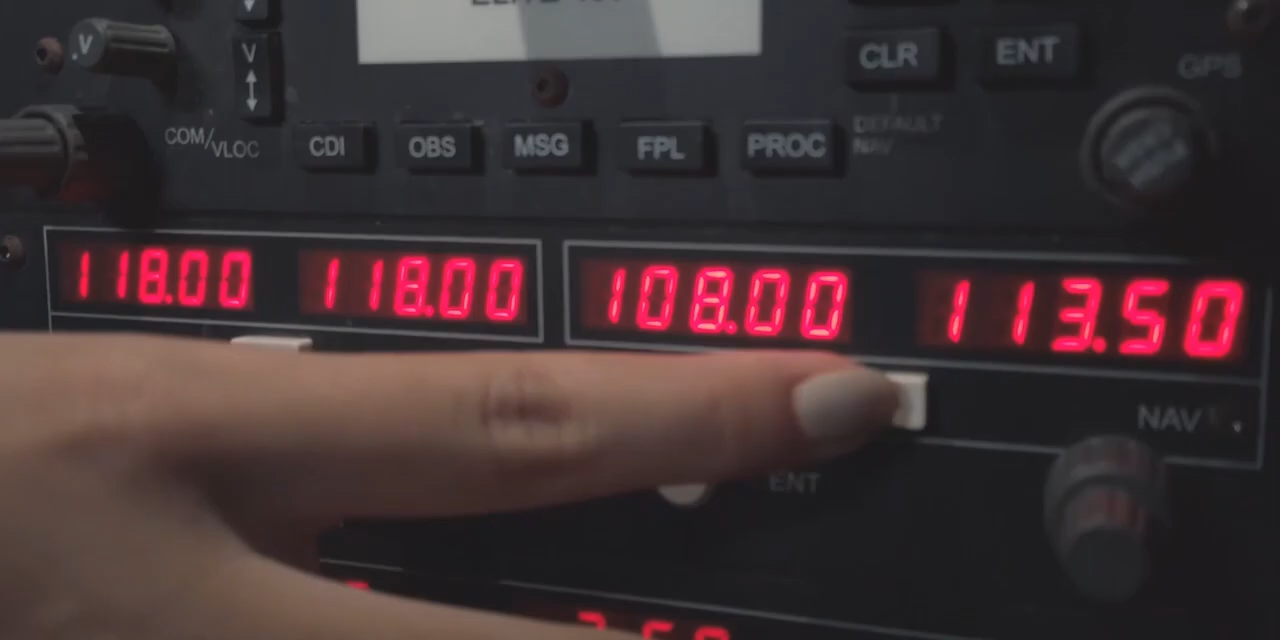 V
CLR
ENT
.V
GPS
COM/VLOC
CDI
OBS
MSG
FPL
PROC
DEFAULT
NAV
118.00
118.00
108.00
113.50
NAV
ENT